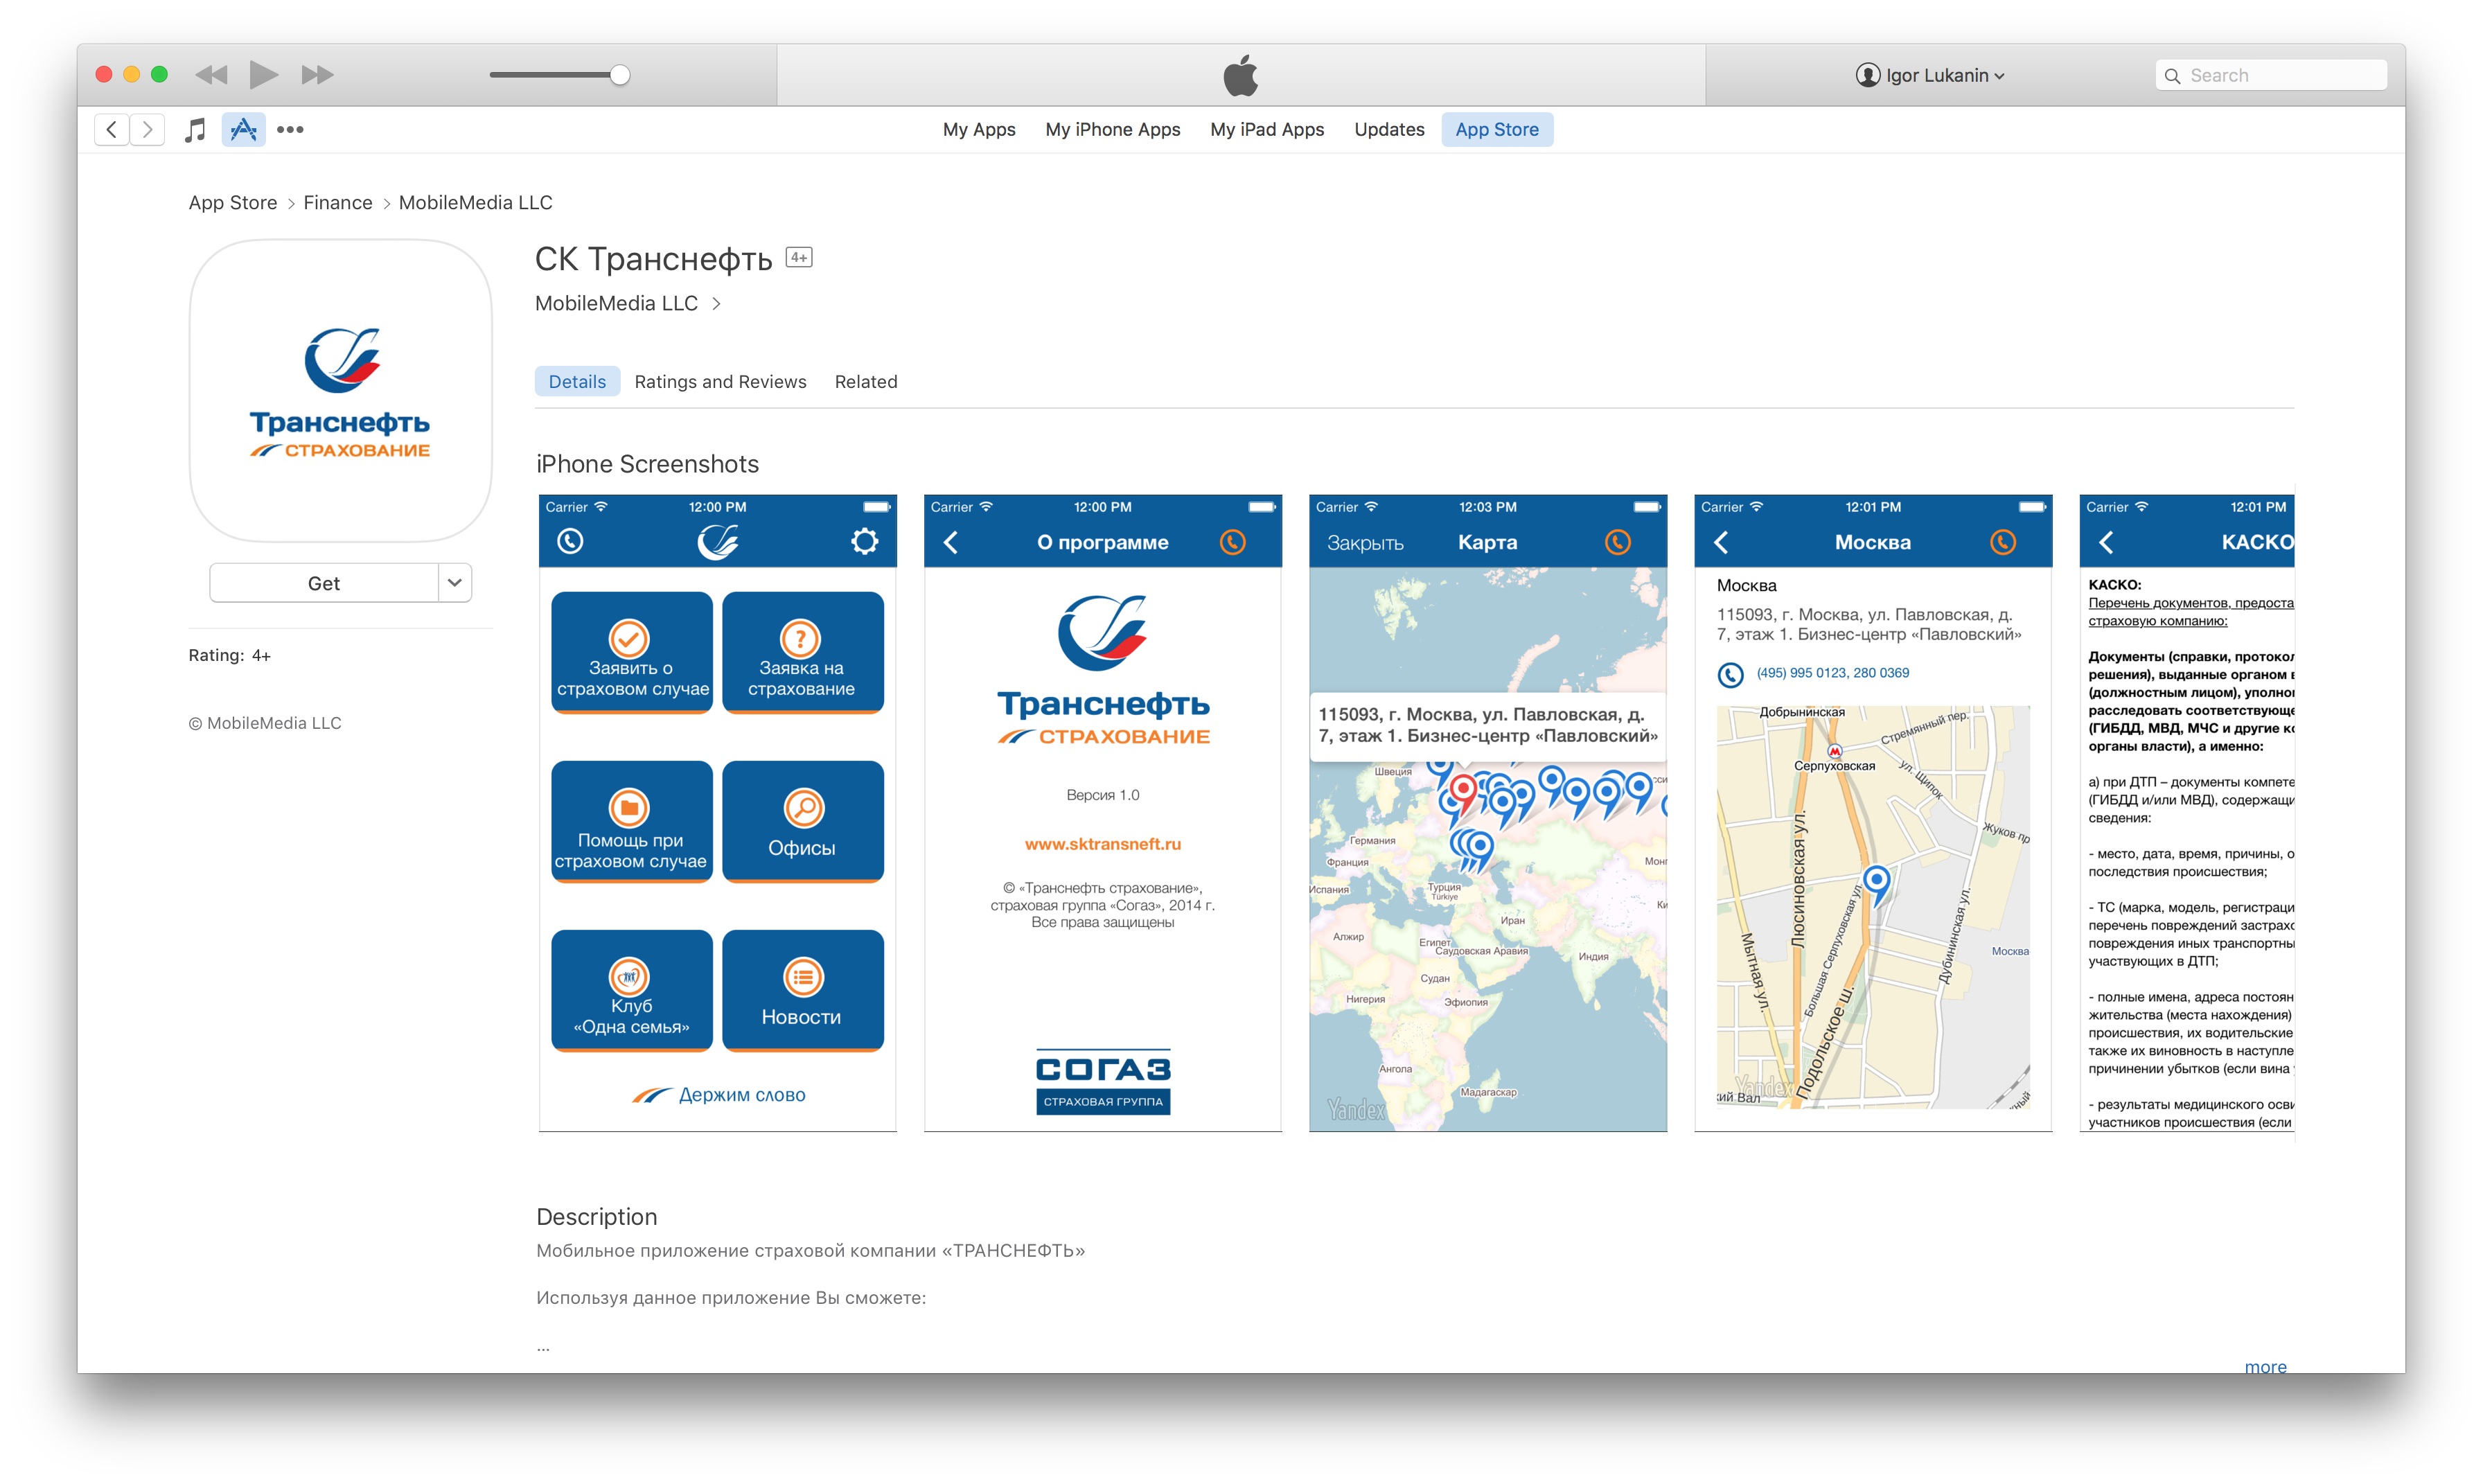 Igor Lukanin
Search
My Apps
My iPhone Apps
My iPad Apps
Updates
App Store
App Store > Finance > MobileMedia LLC
Транснефть
СТРАХОВАНИЕ
Get
Rating: 4+
© MobileMedia LLC
СК Транснефть 4+
MobileMedia LLC >
Details
Ratings and Reviews
Related
iPhone Screenshots
Carrier 12:00 PM
Заявить о
страховом случае
Заявка на
страхование
Помощь при
страховом случае
Офисы
Клуб
«Одна семья»
Новости
Держим слово
Carrier 12:00 PM
О программе
Транснефть
СТРАХОВАНИЕ
Версия 1.0
www.sktransneft.ru
© «Транснефть страхование»,
страховая группа «Согаз», 2014 г.
Все права защищены
СОГАЗ
СТРАХОВАЯ ГРУППА
Carrier 12:03 PM
Закрыть Карта
115093, г. Москва, ул. Павловская, д.
7, этаж 1. Бизнес-центр «Павловский»
Швеция
Германия
Франция
Испания
Турция
Türkiye
Иран
Алжир
Египет
Саудовская Аравия
Индия
Судан
Нигерия
Эфиопия
Ангола
Мадагаскар
Yandex
Carrier 12:01 PM
Москва
Москва
115093, г. Москва, ул. Павловская, д.
7, этаж 1. Бизнес-центр «Павловский»
(495) 995 0123, 280 0369
Добрынинская
Стремянный пер.
Серпуховская
ул. Щипок
Люсиновская ул.
Жуков пр
Мытная ул.
Большая Серпуховская ул.
Дубининская ул.
Москва
Подольское ш.
Yandex
кий Вал
Carrier 12:01 PM
КАСКО
КАСКО:
Перечень документов, предоста
страховую компанию:
Документы (справки, протокол
решения), выданные органом в
(должностным лицом), уполно
расследовать соответствующе
(ГИБДД, МВД, МЧС и другие к
органы власти), а именно:
а) при ДТП – документы компете
(ГИБДД и/или МВД), содержащи
сведения:
- место, дата, время, причины, о
последствия происшествия;
- ТС (марка, модель, регистраци
перечень повреждений застрахо
повреждения иных транспортны
участвующих в ДТП;
- полные имена, адреса постоян
жительства (места нахождения)
происшествия, их водительские
также их виновность в наступле
причинении убытков (если вина
- результаты медицинского осви
участников происшествия (если
Description
Мобильное приложение страховой компании «ТРАНСНЕФТЬ»
Используя данное приложение Вы сможете:
...
more